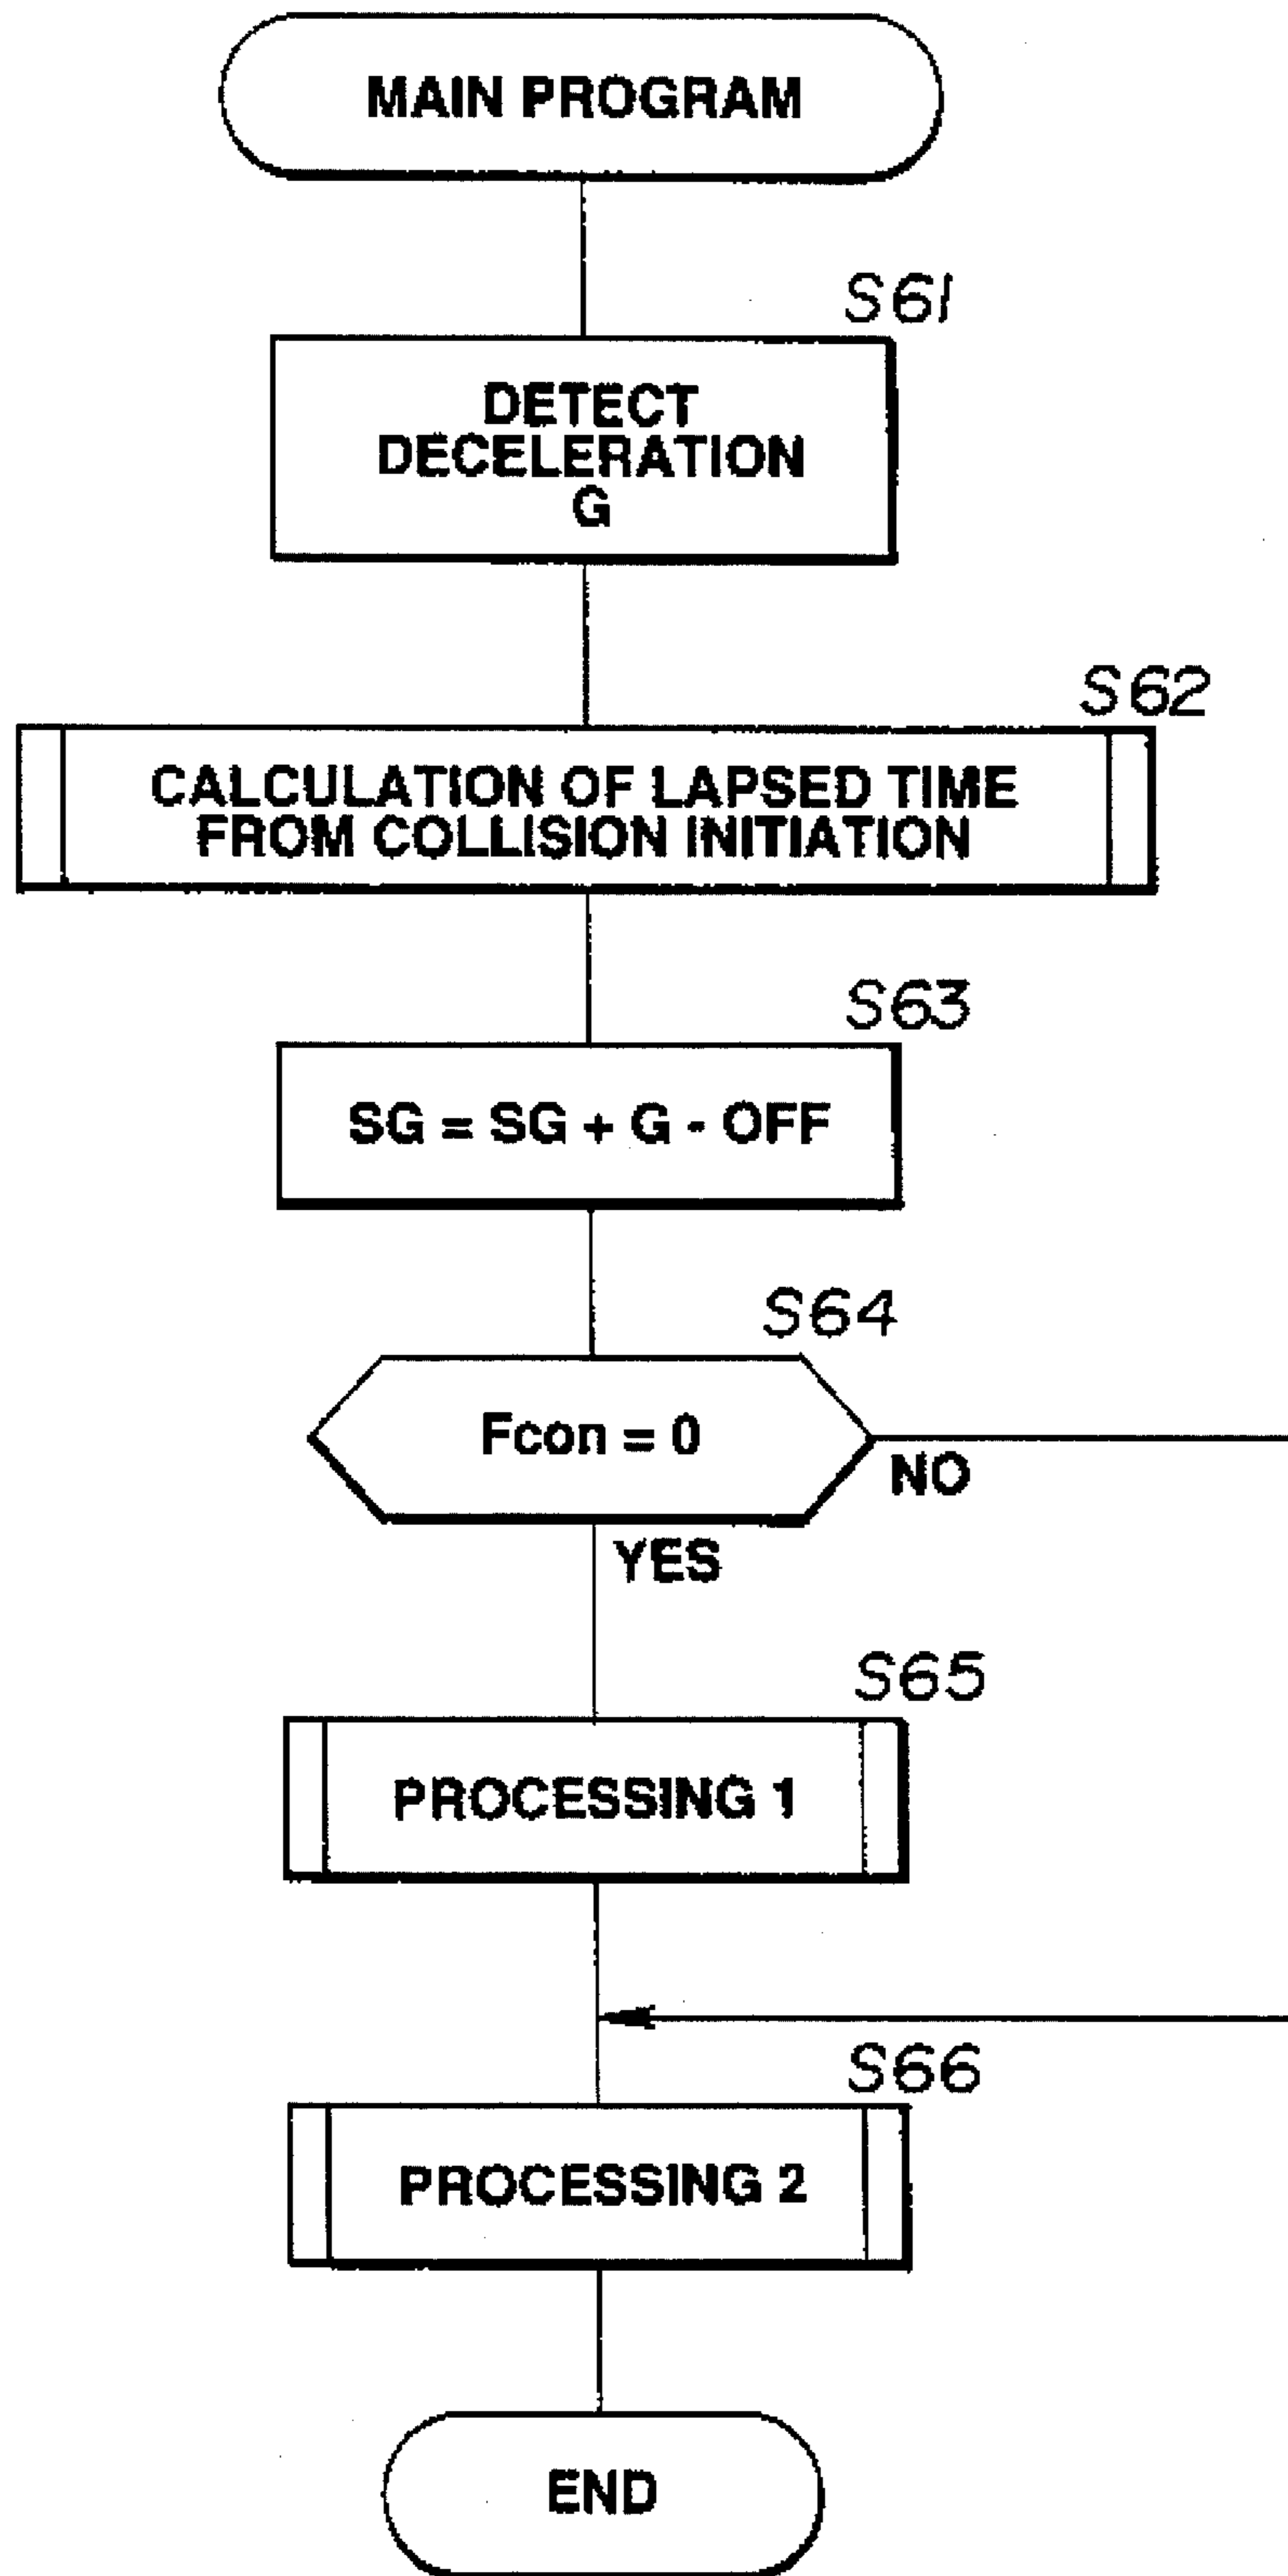 MAIN PROGRAM
S61
DETECT
DECELERATION
G
S62
CALCULATION OF LAPSED TIME
FROM COLLISION INITIATION
S63
SG = SG + G - OFF
S64
Fcon = 0
NO
YES
S65
PROCESSING 1
S66
PROCESSING 2
END